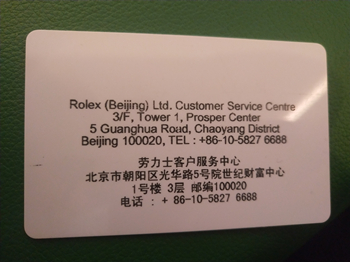 Rolex (Beijing) Ltd. Customer Service Centre
3/F, Tower 1, Prosper Center
5 Guanghua Road, Chaoyang District
Beijing 100020, TEL : +86-10-5827 6688
劳力士客户服务中心
北京市朝阳区光华路5号院世纪财富中心
1号楼 3层 邮编100020
电话 : + 86-10-5827 6688